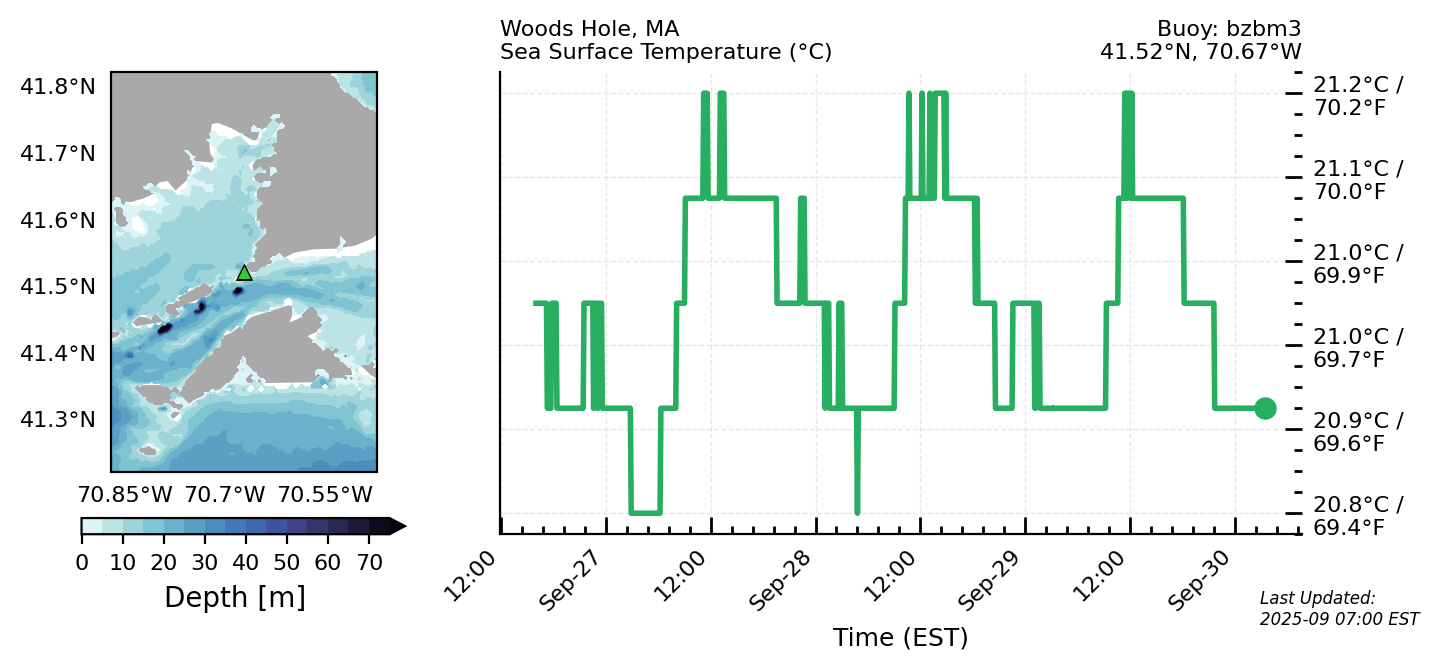 Woods Hole, MA
Sea Surface Temperature (°C)
Buoy: bzbm3
41.52°N, 70.67°W
41.8°N
41.7°N
41.6°N
41.5°N
41.4°N
41.3°N
70.85°W 70.7°W 70.55°W
0 10 20 30 40 50 60 70
Depth [m]
21.2°C /
70.2°F
21.1°C /
70.0°F
21.0°C /
69.9°F
21.0°C /
69.7°F
20.9°C /
69.6°F
20.8°C /
69.4°F
12:00 Sep-27 12:00 Sep-28 12:00 Sep-29 12:00 Sep-30
Time (EST)
Last Updated:
2025-09 07:00 EST